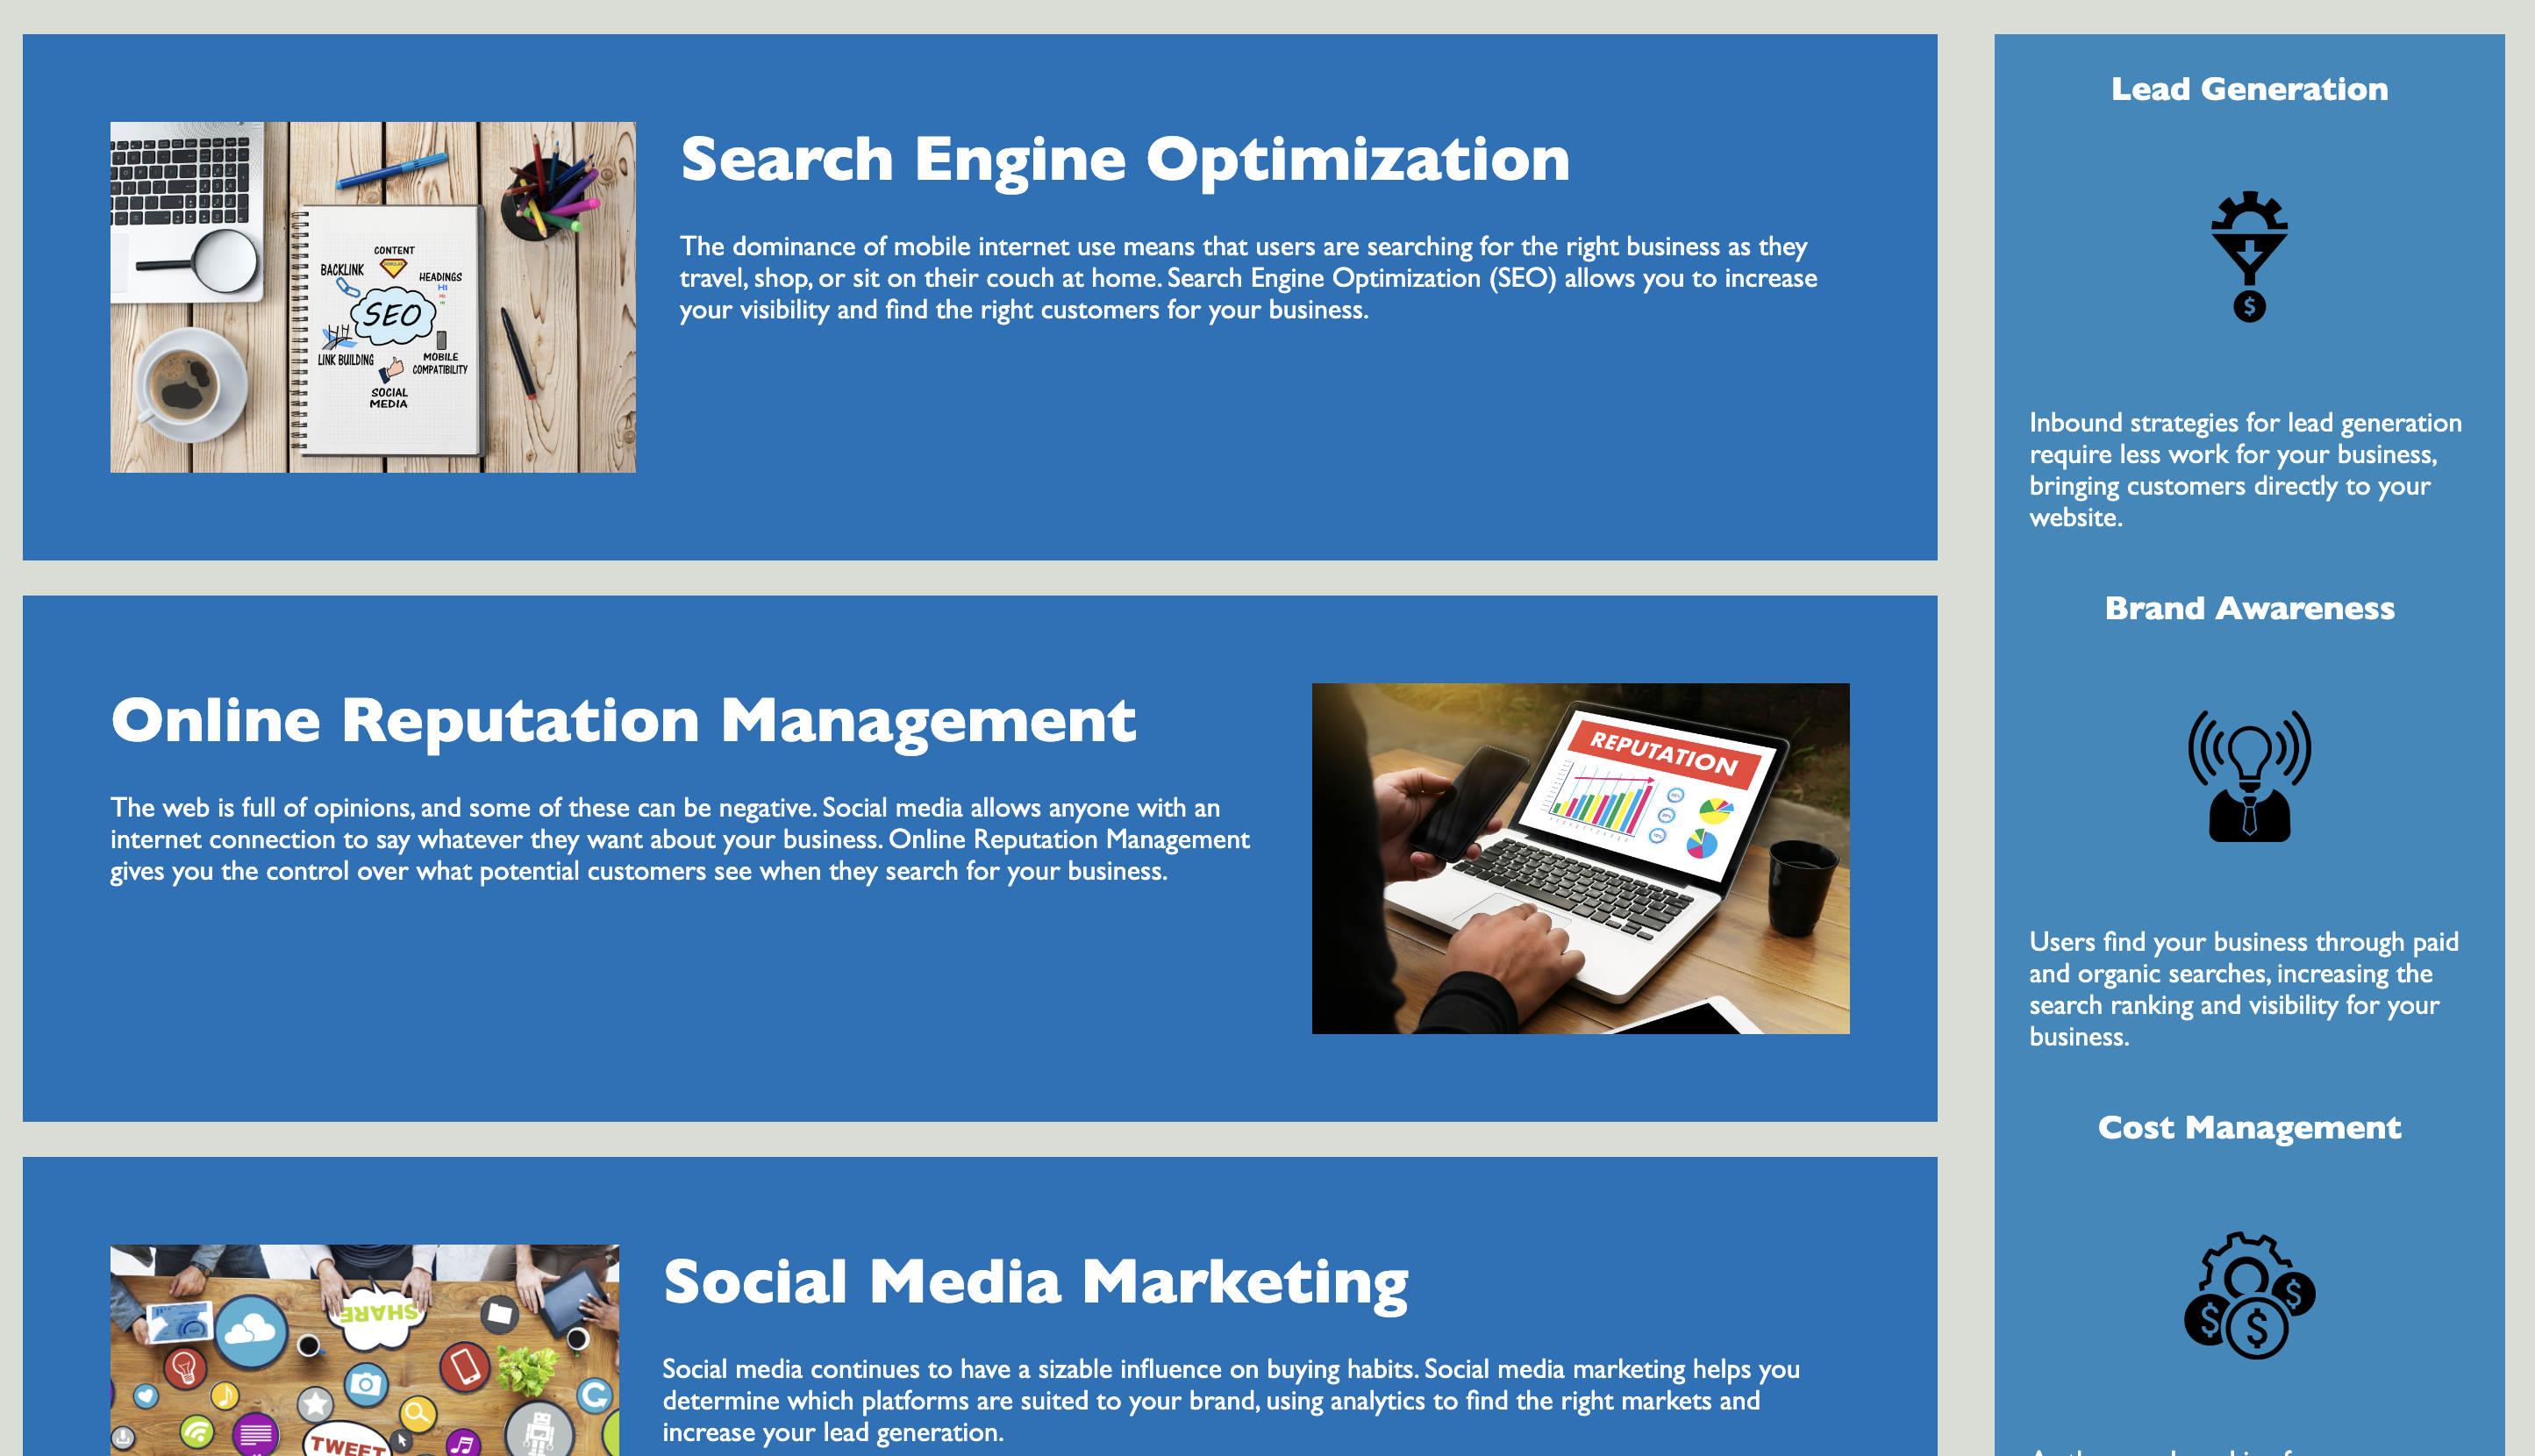 Search Engine Optimization
The dominance of mobile internet use means that users are searching for the right business as they
travel, shop, or sit on their couch at home. Search Engine Optimization (SEO) allows you to increase
your visibility and find the right customers for your business.
CONTENT
BACKLINK
HEADINGS
H1
SEO
LINK BUILDING
MOBILE
COMPATIBILITY
SOCIAL
MEDIA
Online Reputation Management
The web is full of opinions, and some of these can be negative. Social media allows anyone with an
internet connection to say whatever they want about your business. Online Reputation Management
gives you the control over what potential customers see when they search for your business.
REPUTATION
Social Media Marketing
Social media continues to have a sizable influence on buying habits. Social media marketing helps you
determine which platforms are suited to your brand, using analytics to find the right markets and
increase your lead generation.
SHARE
TWEET
Lead Generation
$
Inbound strategies for lead generation
require less work for your business,
bringing customers directly to your
website.
Brand Awareness
Users find your business through paid
and organic searches, increasing the
search ranking and visibility for your
business.
Cost Management
$
$
$